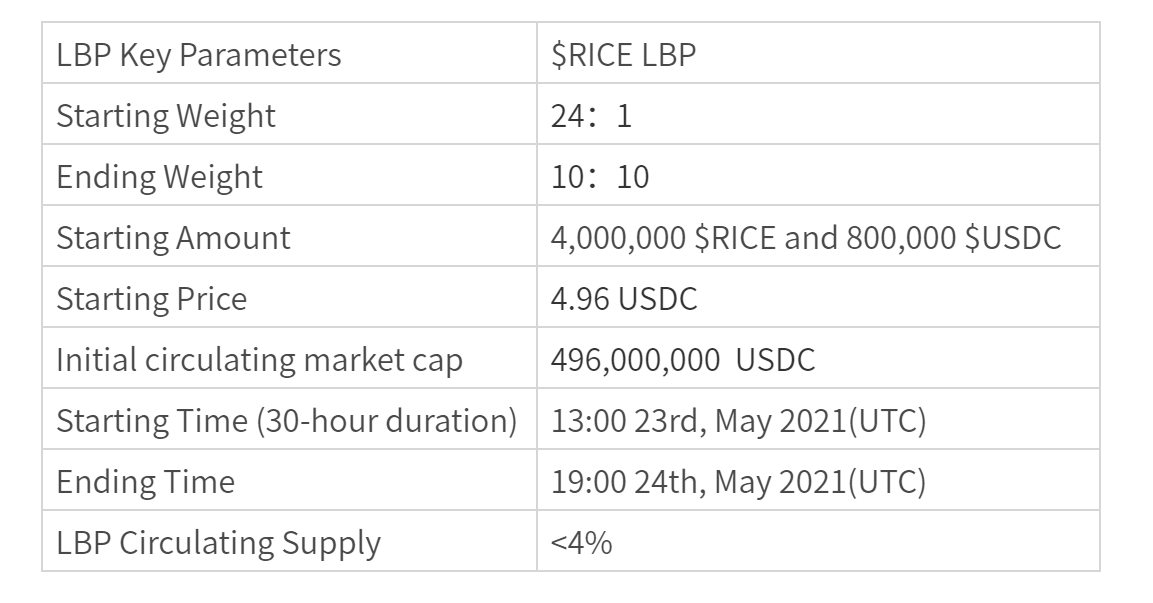 LBP Key Parameters $RICE LBP
Starting Weight 24：1
Ending Weight 10：10
Starting Amount 4,000,000 $RICE and 800,000 $USDC
Starting Price 4.96 USDC
Initial circulating market cap 496,000,000 USDC
Starting Time (30-hour duration) 13:00 23rd, May 2021(UTC)
Ending Time 19:00 24th, May 2021(UTC)
LBP Circulating Supply <4%